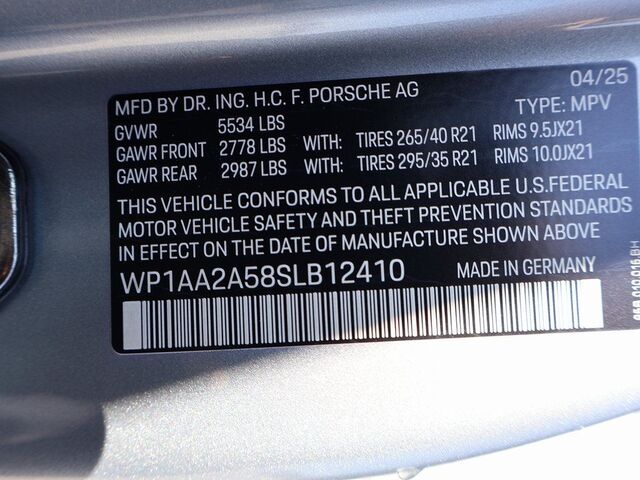 MFD BY DR. ING. H.C. F. PORSCHE AG 04/25
GVWR 5534 LBS TYPE: MPV
GAWR FRONT 2778 LBS WITH: TIRES 265/40 R21 RIMS 9.5JX21
GAWR REAR 2987 LBS WITH: TIRES 295/35 R21 RIMS 10.0JX21
THIS VEHICLE CONFORMS TO ALL APPLICABLE U.S.FEDERAL
MOTOR VEHICLE SAFETY AND THEFT PREVENTION STANDARDS
IN EFFECT ON THE DATE OF MANUFACTURE SHOWN ABOVE
WP1AA2A58SLB12410 MADE IN GERMANY